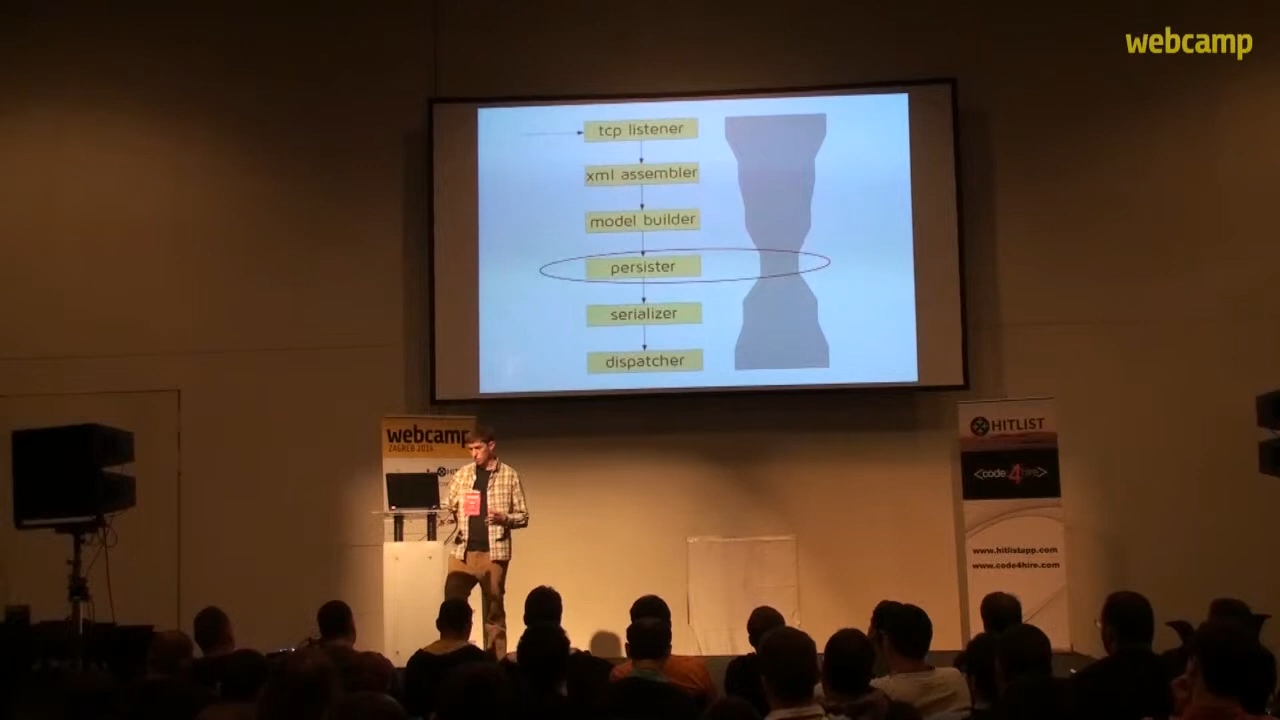 webcamp
tcp listener
xml assembler
model builder
persister
serializer
dispatcher
webcamp
ZAGREB 2014
HITLIST
<code4hire>
www.hitlistapp.com
www.code4hire.com